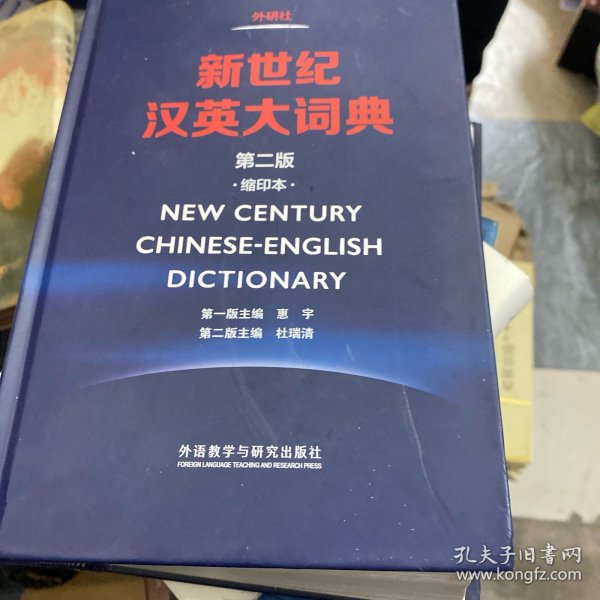 外研社
新世纪
汉英大词典
第二版
·缩印本·
NEW CENTURY
CHINESE-ENGLISH
DICTIONARY
第一版主编 惠 宇
第二版主编 杜瑞清
外语教学与研究出版社
FOREIGN LANGUAGE TEACHING AND RESEARCH PRESS
孔夫子旧书网
www.kongfz.com